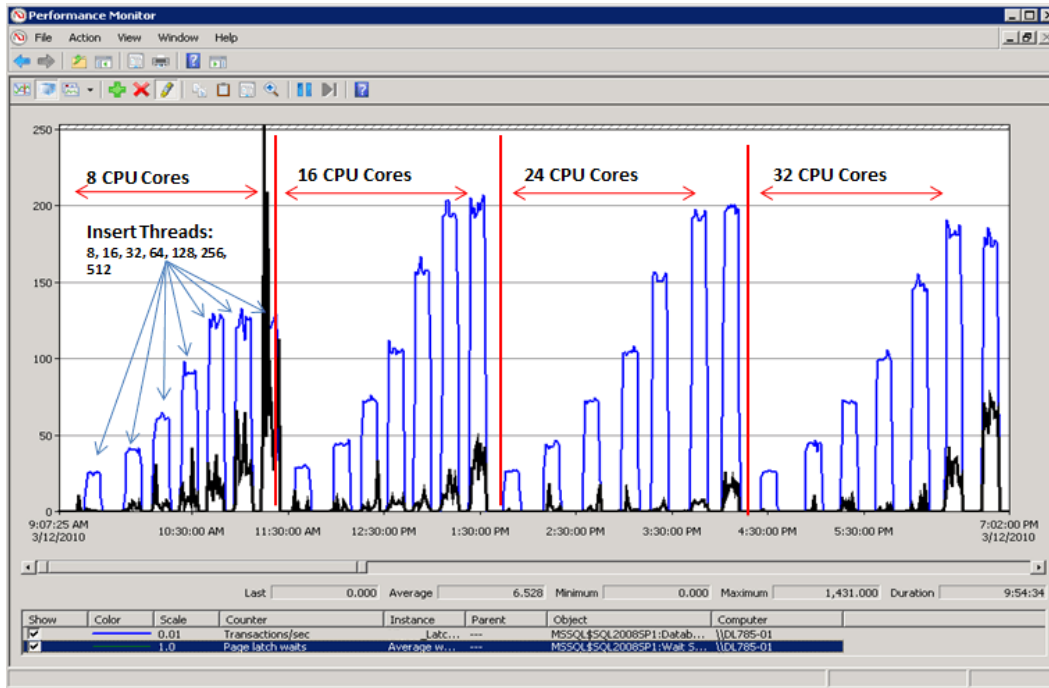 Performance Monitor
File Action View Window Help
250
200
150
100
50
0
8 CPU Cores
16 CPU Cores
24 CPU Cores
32 CPU Cores
Insert Threads:
8, 16, 32, 64, 128, 256,
512
9:07:25 AM 10:30:00 AM 11:30:00 AM 12:30:00 PM 1:30:00 PM 2:30:00 PM 3:30:00 PM 4:30:00 PM 5:30:00 PM 7:02:00 PM
3/12/2010 3/12/2010
Last 0.000 Average 6.528 Minimum 0.000 Maximum 1,431.000 Duration 9:54:34
Show Color Scale Counter Instance Parent Object Computer
0.01 Transactions/sec _Latc... --- MSSQL$SQL2008SP1:Datab... \\DL785-01
1.0 Page latch waits Average w... --- MSSQL$SQL2008SP1:Wait S... \\DL785-01